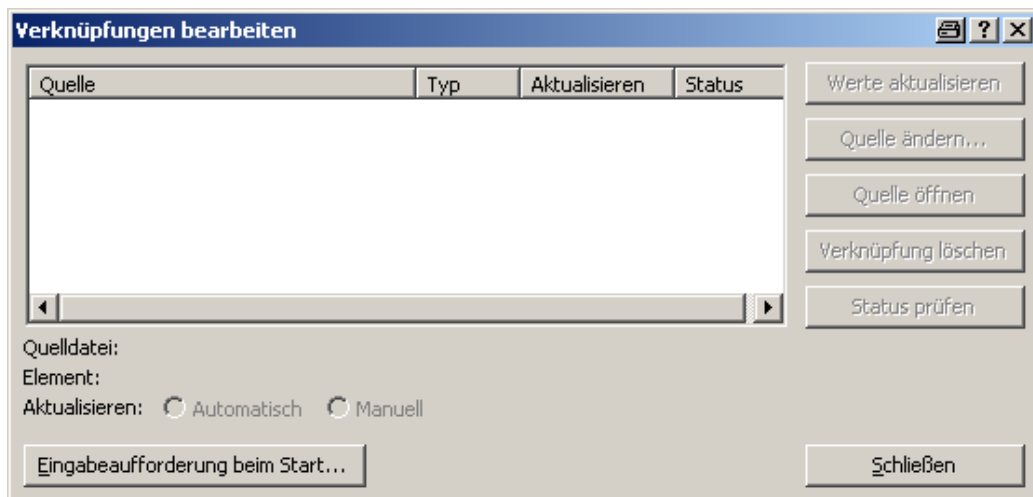 Verknüpfungen bearbeiten
Quelle Typ Aktualisieren Status
Werte aktualisieren
Quelle ändern...
Quelle öffnen
Verknüpfung löschen
Status prüfen
Quelldatei:
Element:
Aktualisieren: Automatisch Manuell
Eingabeaufforderung beim Start... Schließen